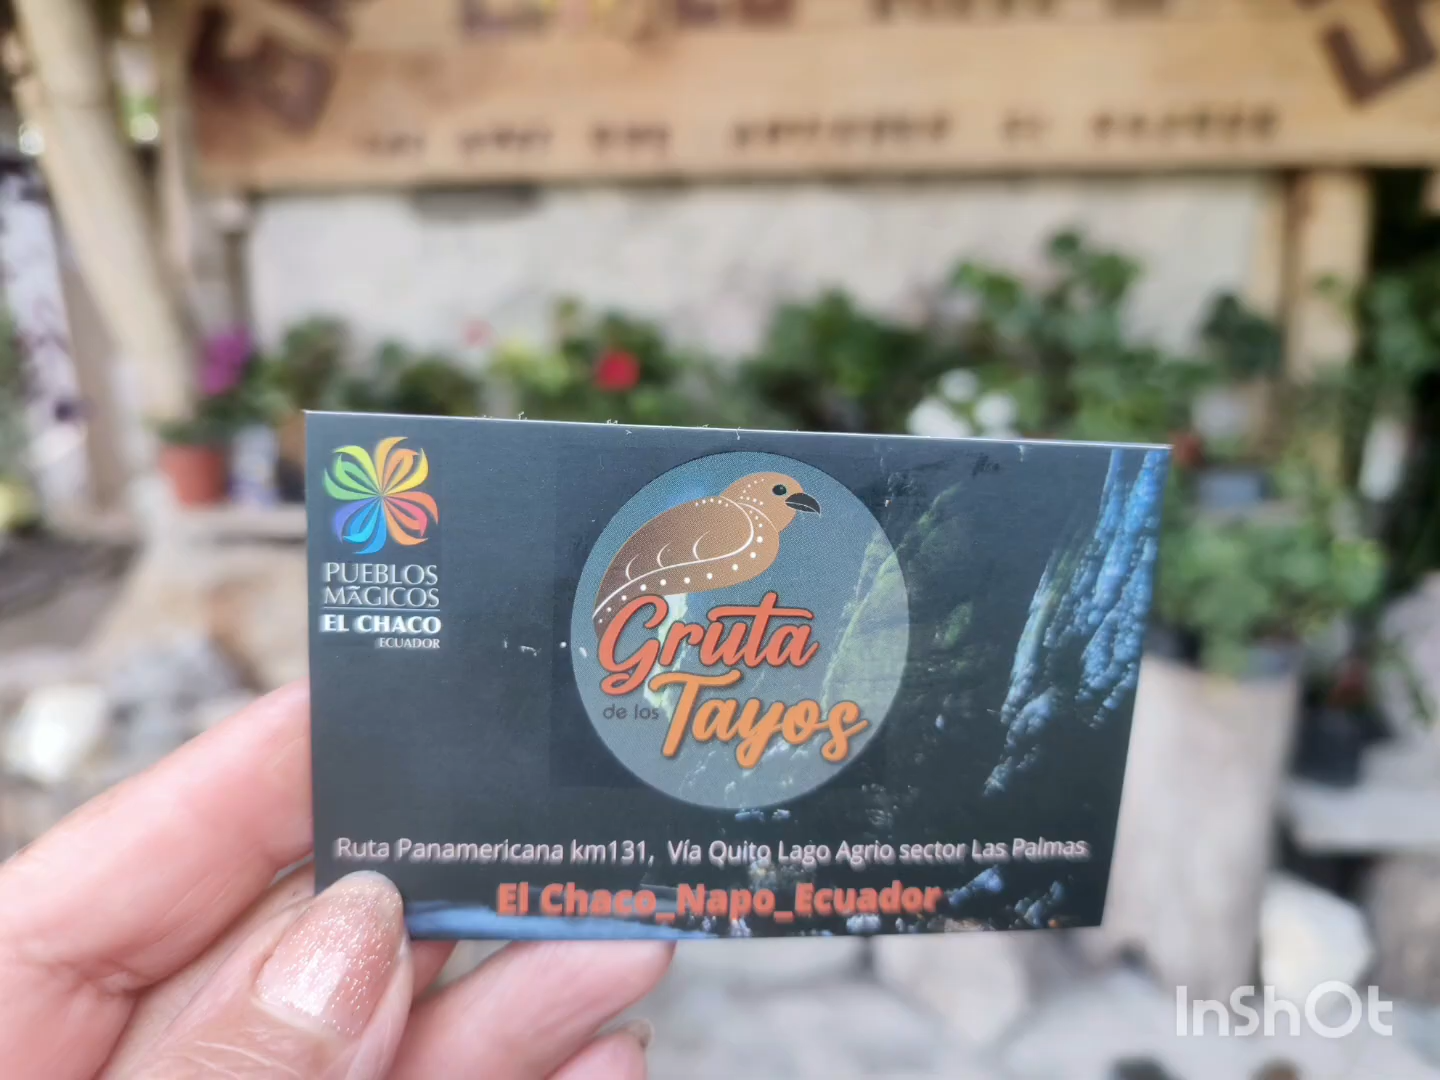 PUEBLOS
MÁGICOS
EL CHACO
ECUADOR
Gruta
de los Tayos
Ruta Panamericana km131, Vía Quito Lago Agrio sector Las Palmas
El Chaco_Napo_Ecuador
InShOt